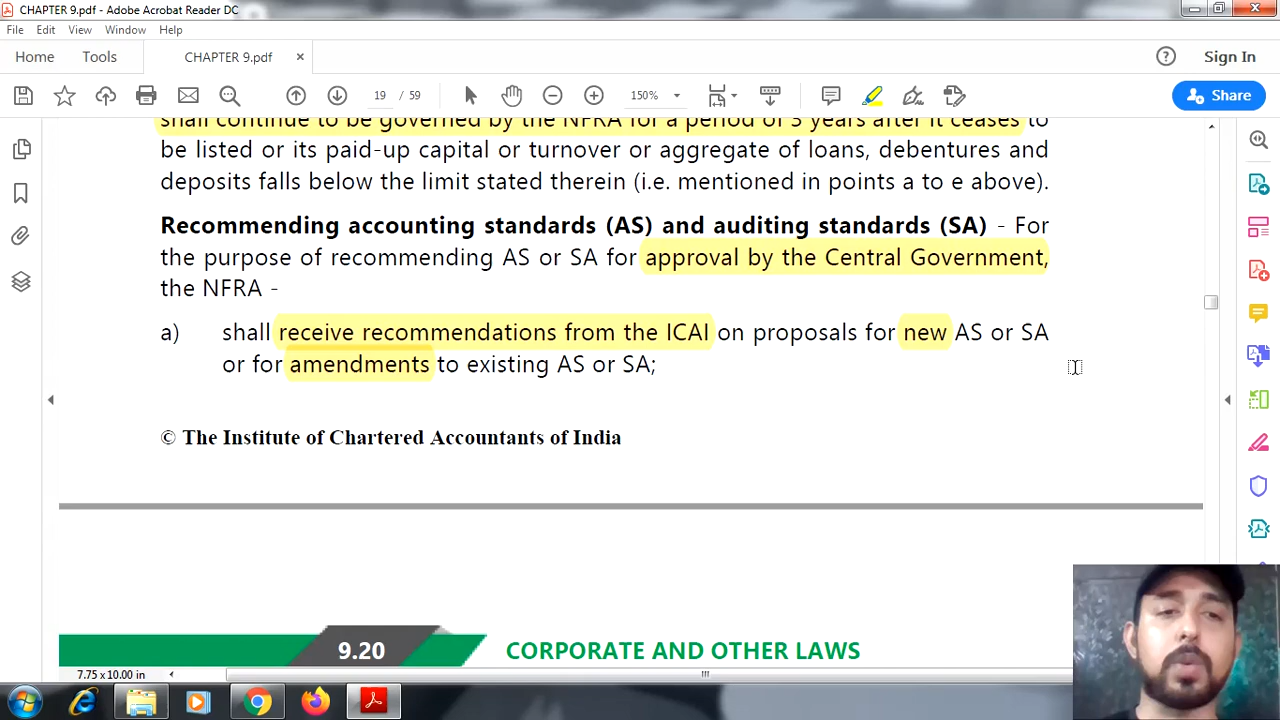 CHAPTER 9.pdf - Adobe Acrobat Reader DC
File Edit View Window Help
Home Tools CHAPTER 9.pdf × ? Sign In
19 / 59 150% Share
shall continue to be governed by the NFRA for a period of 3 years after it ceases to
be listed or its paid-up capital or turnover or aggregate of loans, debentures and
deposits falls below the limit stated therein (i.e. mentioned in points a to e above).
Recommending accounting standards (AS) and auditing standards (SA) - For
the purpose of recommending AS or SA for approval by the Central Government,
the NFRA -
a) shall receive recommendations from the ICAI on proposals for new AS or SA
or for amendments to existing AS or SA;
© The Institute of Chartered Accountants of India
9.20 CORPORATE AND OTHER LAWS
7.75 x 10.00 in